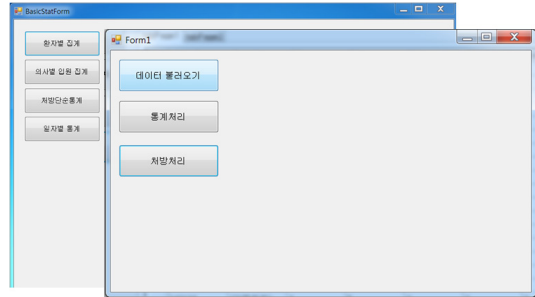 BasicStatForm
환자별 집계
의사별 입원 집계
처방단순통계
일자별 통계
Form1
데이터 불러오기
통계처리
처방처리